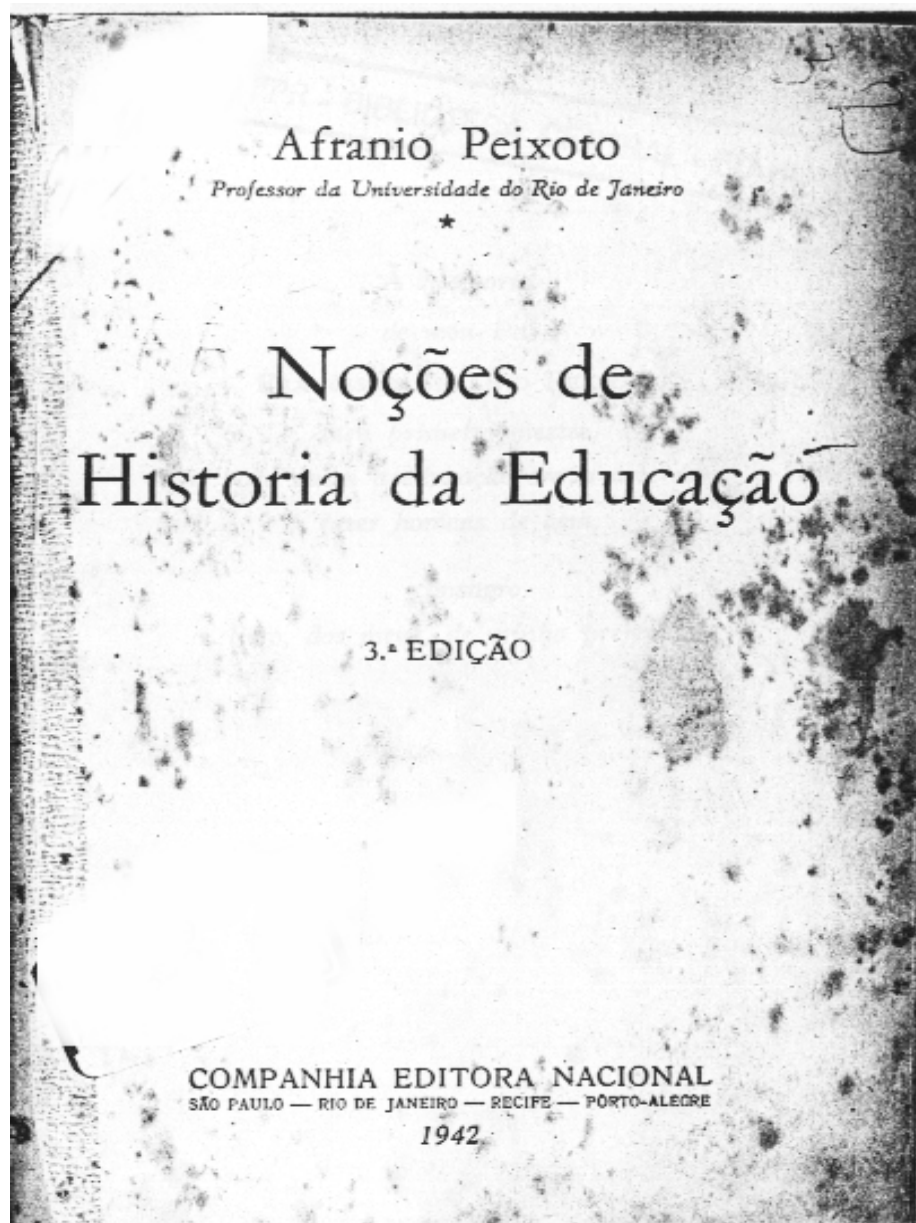 Afranio Peixoto
Professor da Universidade do Rio de Janeiro
★
Noções de
Historia da Educação
3.ª EDIÇÃO
COMPANHIA EDITORA NACIONAL
SÃO PAULO — RIO DE JANEIRO — RECIFE — PÔRTO-ALEGRE
1942